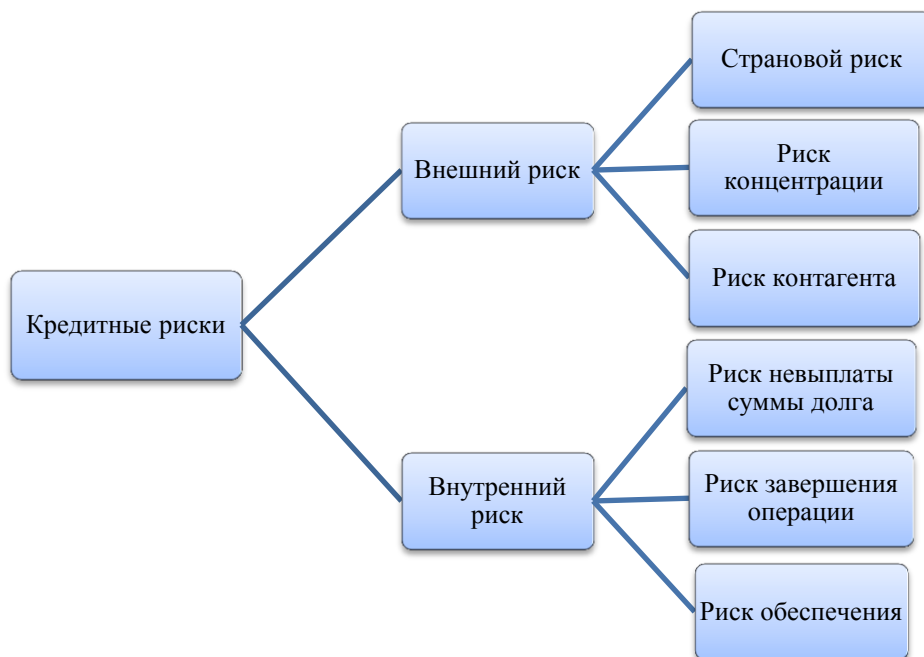 Кредитные риски
Внешний риск
Страновой риск
Риск
концентрации
Риск контагента
Внутренний
риск
Риск невыплаты
суммы долга
Риск завершения
операции
Риск обеспечения